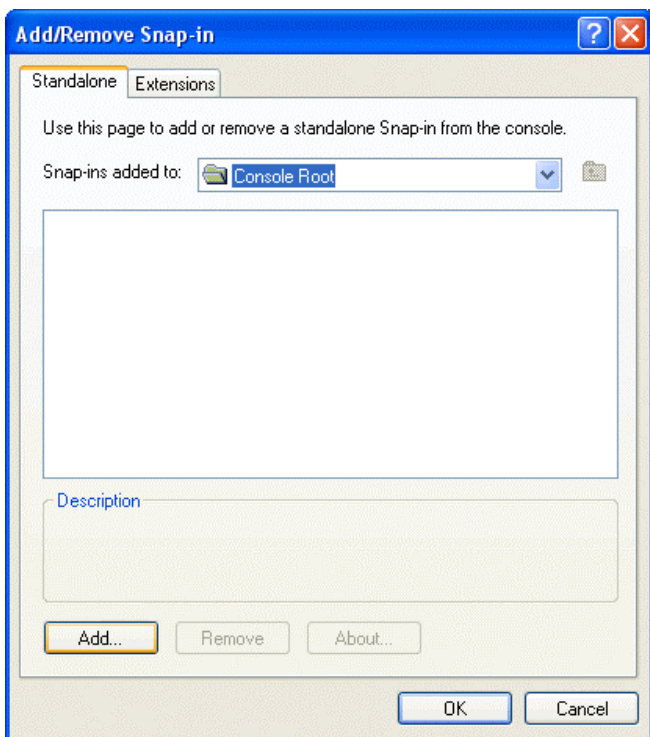 Add/Remove Snap-in
Standalone Extensions
Use this page to add or remove a standalone Snap-in from the console.
Snap-ins added to: Console Root
Description
Add... Remove About...
OK Cancel